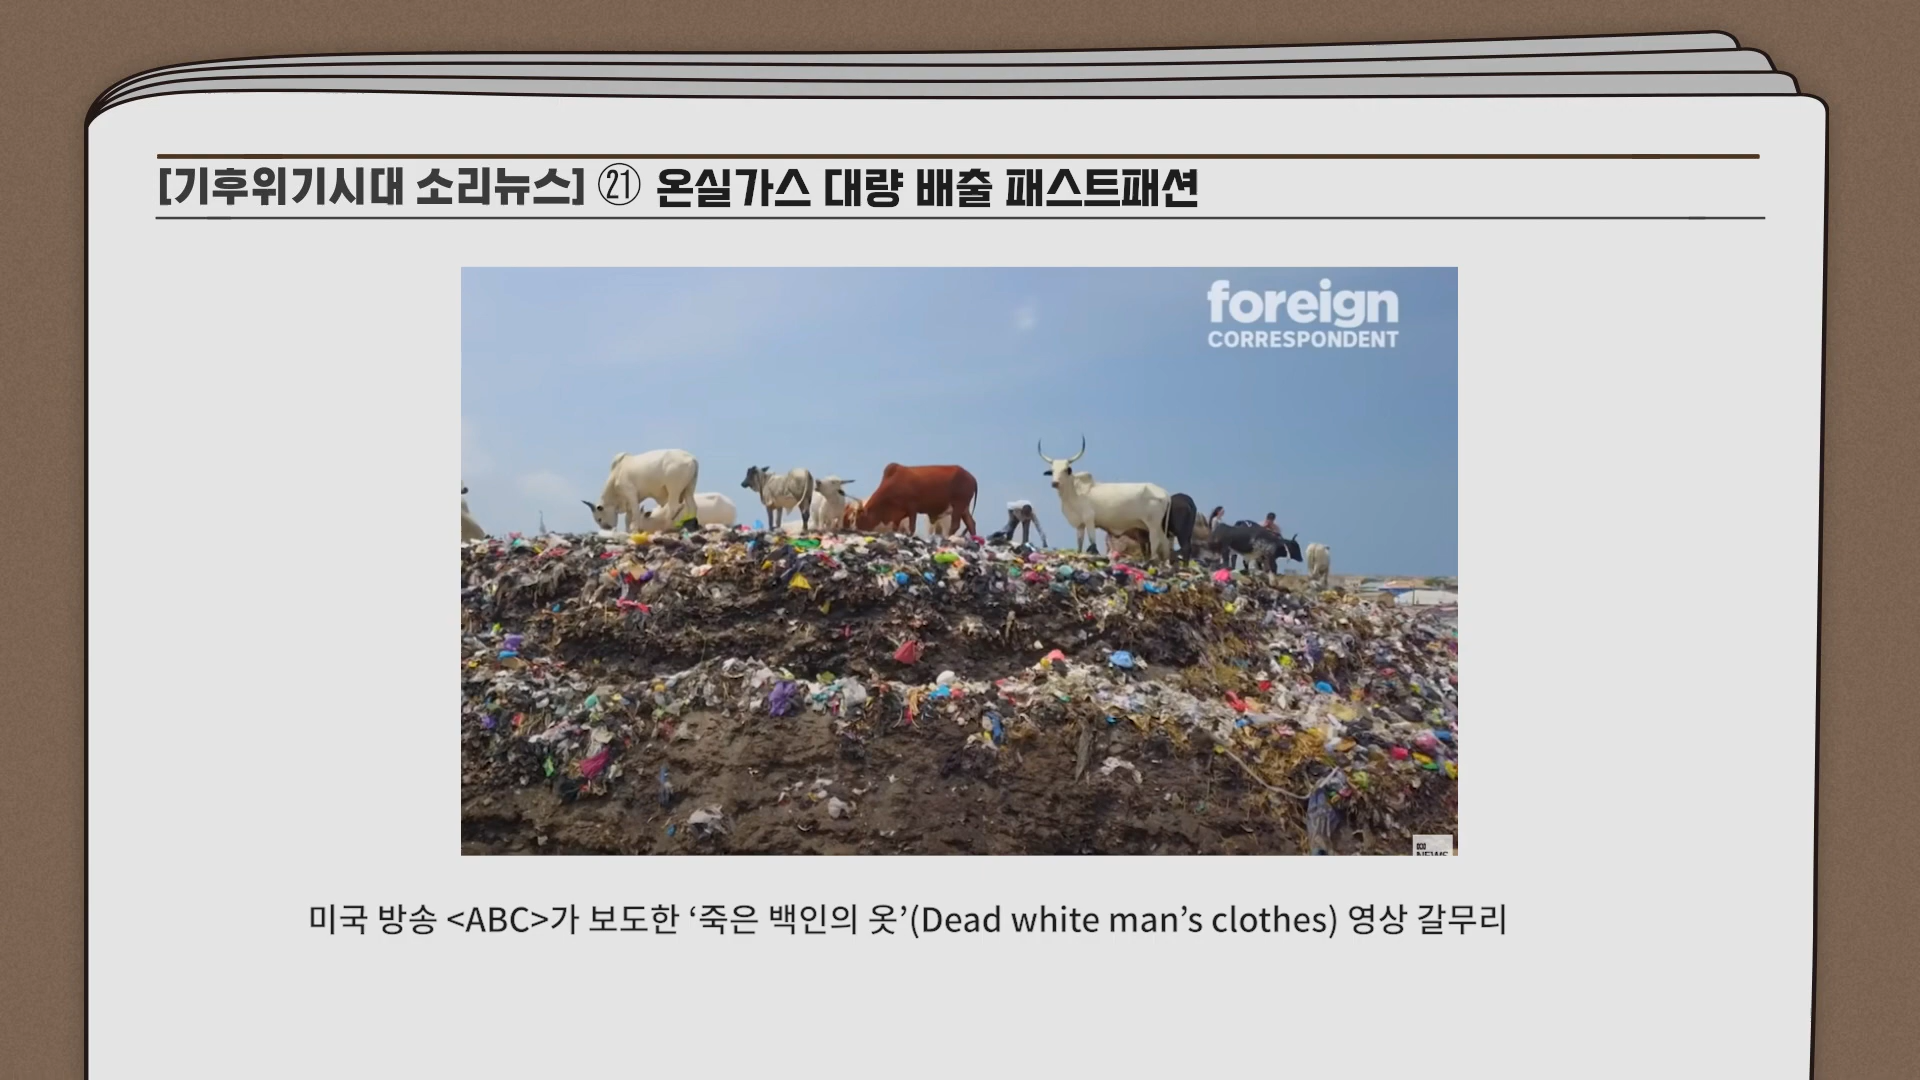 [기후위기시대 소리뉴스] ㉑ 온실가스 대량 배출 패스트패션
foreign
CORRESPONDENT
NEWS
미국 방송 <ABC>가 보도한 ‘죽은 백인의 옷’(Dead white man’s clothes) 영상 갈무리